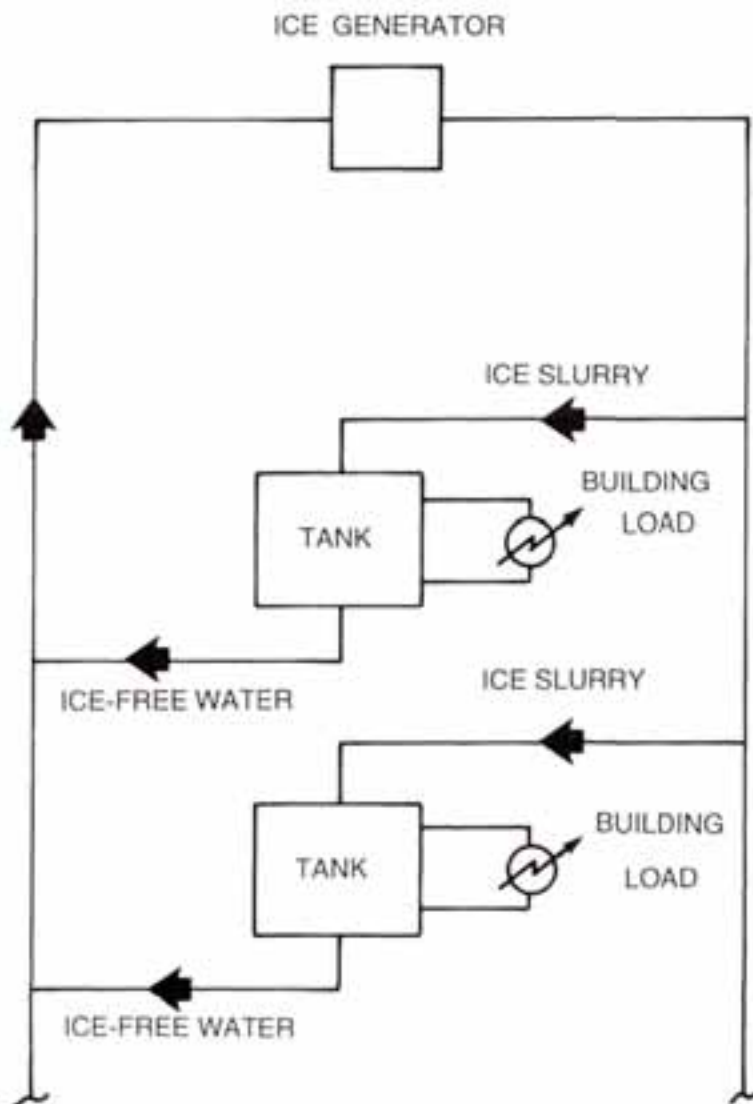 ICE GENERATOR
ICE SLURRY
BUILDING
LOAD
TANK
ICE-FREE WATER
ICE SLURRY
BUILDING
LOAD
TANK
ICE-FREE WATER